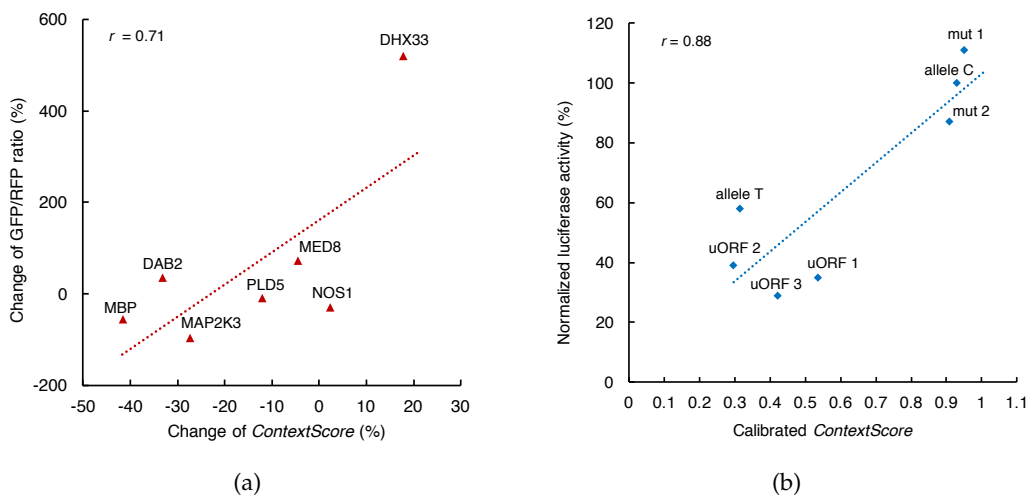 r = 0.71
DHX33
MED8
DAB2
PLD5
NOS1
MBP
MAP2K3
600
400
200
0
-200
-50 -40 -30 -20 -10 0 10 20 30
Change of GFP/RFP ratio (%)
Change of ContextScore (%)
(a)
r = 0.88
mut 1
allele C
mut 2
allele T
uORF 2
uORF 1
uORF 3
120
100
80
60
40
20
0
0 0.1 0.2 0.3 0.4 0.5 0.6 0.7 0.8 0.9 1 1.1
Normalized luciferase activity (%)
Calibrated ContextScore
(b)